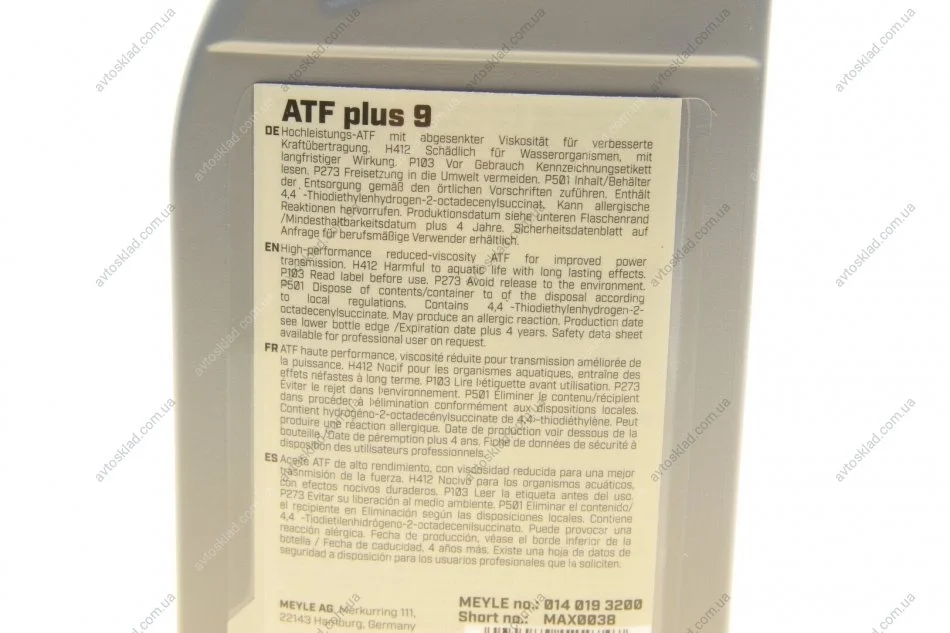 ATF plus 9
DE Hochleistungs-ATF mit abgesenkter Viskosität für verbesserte
Kraftübertragung. H412 Schädlich für Wasserorganismen, mit
langfristiger Wirkung. P103 Vor Gebrauch Kennzeichnungsetikett
lesen. P273 Freisetzung in die Umwelt vermeiden. P501 Inhalt/Behälter
der Entsorgung gemäß den örtlichen Vorschriften zuführen. Enthält
4,4 -Thiodiethylenhydrogen-2-octadecenylsuccinat. Kann allergische
Reaktionen hervorrufen. Produktionsdatum siehe unteren Flaschenrand
/Mindesthaltbarkeitsdatum plus 4 Jahre. Sicherheitsdatenblatt auf
Anfrage für berufsmäßige Verwender erhältlich.
EN High-performance reduced-viscosity ATF for improved power
transmission. H412 Harmful to aquatic life with long lasting effects.
P103 Read label before use. P273 Avoid release to the environment.
P501 Dispose of contents/container to of the disposal according
to local regulations. Contains 4,4 -Thiodiethylenhydrogen-2-
octadecenylsuccinate. May produce an allergic reaction. Production date
see lower bottle edge /Expiration date plus 4 years. Safety data sheet
available for professional user on request.
FR ATF haute performance, viscosité réduite pour transmission améliorée de
la puissance. H412 Nocif pour les organismes aquatiques, entraîne des
effets néfastes à long terme. P103 Lire l›étiquette avant utilisation. P273
Éviter le rejet dans l›environnement. P501 Éliminer le contenu/récipient
dans procéder à l›élimination conformément aux dispositions locales.
Contient hydrogéno-2-octadecénylsuccinate de 4,4-thiodiéthylène. Peut
produire une réaction allergique. Date de production voir dessous de la
bouteille /Date de péremption plus 4 ans. Fiche de données de sécurité à
disposition des utilisateurs professionnels.
ES Aceite ATF de alto rendimiento, con viscosidad reducida para una mejor
trasnmisión de la fuerza. H412 Nocivo para los organismos acuáticos,
con efectos nocivos duraderos. P103 Leer la etiqueta antes del uso.
P273 Evitar su liberación al medio ambiente. P501 Eliminar el contenido/
el recipiente en Eliminación según las disposiciones locales. Contiene
4,4 -Tiodietilenhidrógeno-2-octadecenilsuccinato. Puede provocar una
reacción alérgica. Fecha de producción, véase el borde inferior de la
botella / Fecha de caducidad, 4 años más. Existe una hoja de datos de
seguridad a disposición para los usuarios profesionales que la soliciten.
MEYLE AG, Merkurring 111,
22143 Hamburg, Germany
MEYLE no.: 014 019 3200
Short no.: MAX0038
avtosklad.com.ua